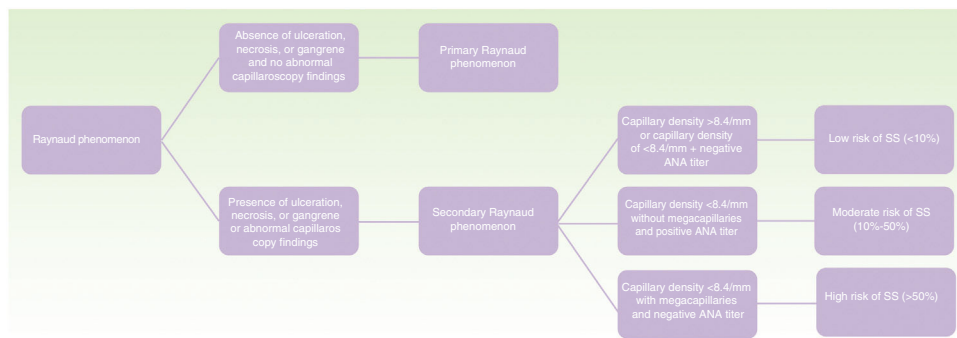 Raynaud phenomenon
Absence of ulceration,
necrosis, or gangrene
and no abnormal
capillaroscopy findings
Primary Raynaud
phenomenon
Presence of ulceration,
necrosis, or gangrene
or abnormal capillaros
copy findings
Secondary Raynaud
phenomenon
Capillary density >8.4/mm
or capillary density
of <8.4/mm + negative
ANA titer
Low risk of SS (<10%)
Capillary density <8.4/mm
without megacapillaries
and positive ANA titer
Moderate risk of SS
(10%-50%)
Capillary density <8.4/mm
with megacapillaries
and negative ANA titer
High risk of SS (>50%)